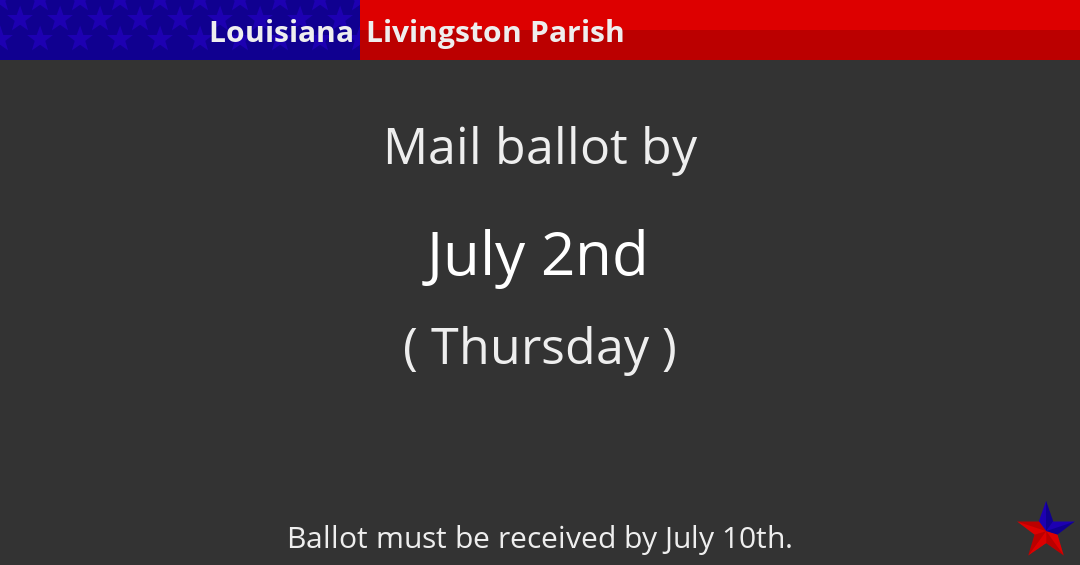 Louisiana Livingston Parish
Mail ballot by
July 2nd
( Thursday )
Ballot must be received by July 10th.